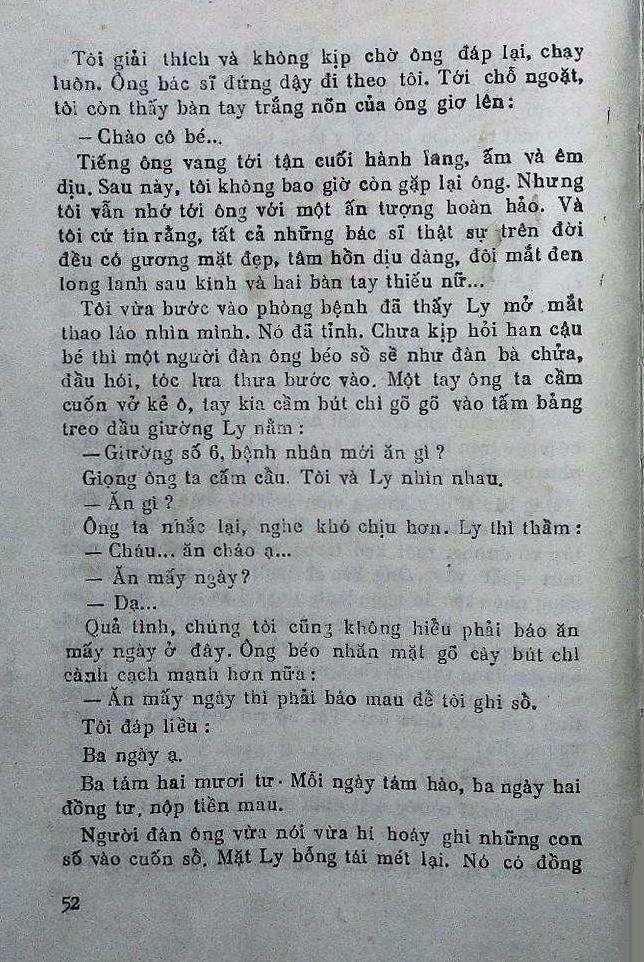 Tôi giải thích và không kịp chờ ông đáp lại, chạy
luôn. Ông bác sĩ đứng dậy đi theo tôi. Tới chỗ ngoặt,
tôi còn thấy bàn tay trắng nõn của ông giơ lên:
— Chào cô bé...
Tiếng ông vang tới tận cuối hành lang, ấm và êm
dịu. Sau này, tôi không bao giờ còn gặp lại ông. Nhưng
tôi vẫn nhớ tới ông với một ấn tượng hoàn hảo. Và
tôi cứ tin rằng, tất cả những bác sĩ thật sự trên đời
đều có gương mặt đẹp, tâm hồn dịu dàng, đôi mắt đen
long lanh sau kính và hai bàn tay thiếu nữ...
Tôi vừa bước vào phòng bệnh đã thấy Ly mở mắt
thao láo nhìn mình. Nó đã tỉnh. Chưa kịp hỏi han cậu
bé thì một người đàn ông béo sồ sề như đàn bà chửa,
đầu hói, tóc lưa thưa bước vào. Một tay ông ta cầm
cuốn vở kẻ ô, tay kia cầm bút chì gõ gõ vào tấm bảng
treo đầu giường Ly nằm:
— Giường số 6, bệnh nhân mới ăn gì?
Giọng ông ta cấm cẩu. Tôi và Ly nhìn nhau.
— Ăn gì?
Ông ta nhắc lại, nghe khó chịu hơn. Ly thì thầm:
— Cháu... ăn cháo ạ...
— Ăn mấy ngày?
— Dạ...
Quả tình, chúng tôi cũng không hiểu phải báo ăn
mấy ngày ở đây. Ông béo nhăn mặt gõ cây bút chì
cành cạch mạnh hơn nữa:
— Ăn mấy ngày thì phải bảo mau để tôi ghi sổ.
Tôi đáp liều:
Ba ngày ạ.
Ba tám hai mươi tư. Mỗi ngày tám hào, ba ngày hai
đồng tư, nộp tiền mau.
Người đàn ông vừa nói vừa hí hoáy ghi những con
số vào cuốn sổ. Mặt Ly bỗng tái mét lại. Nó có đồng
52